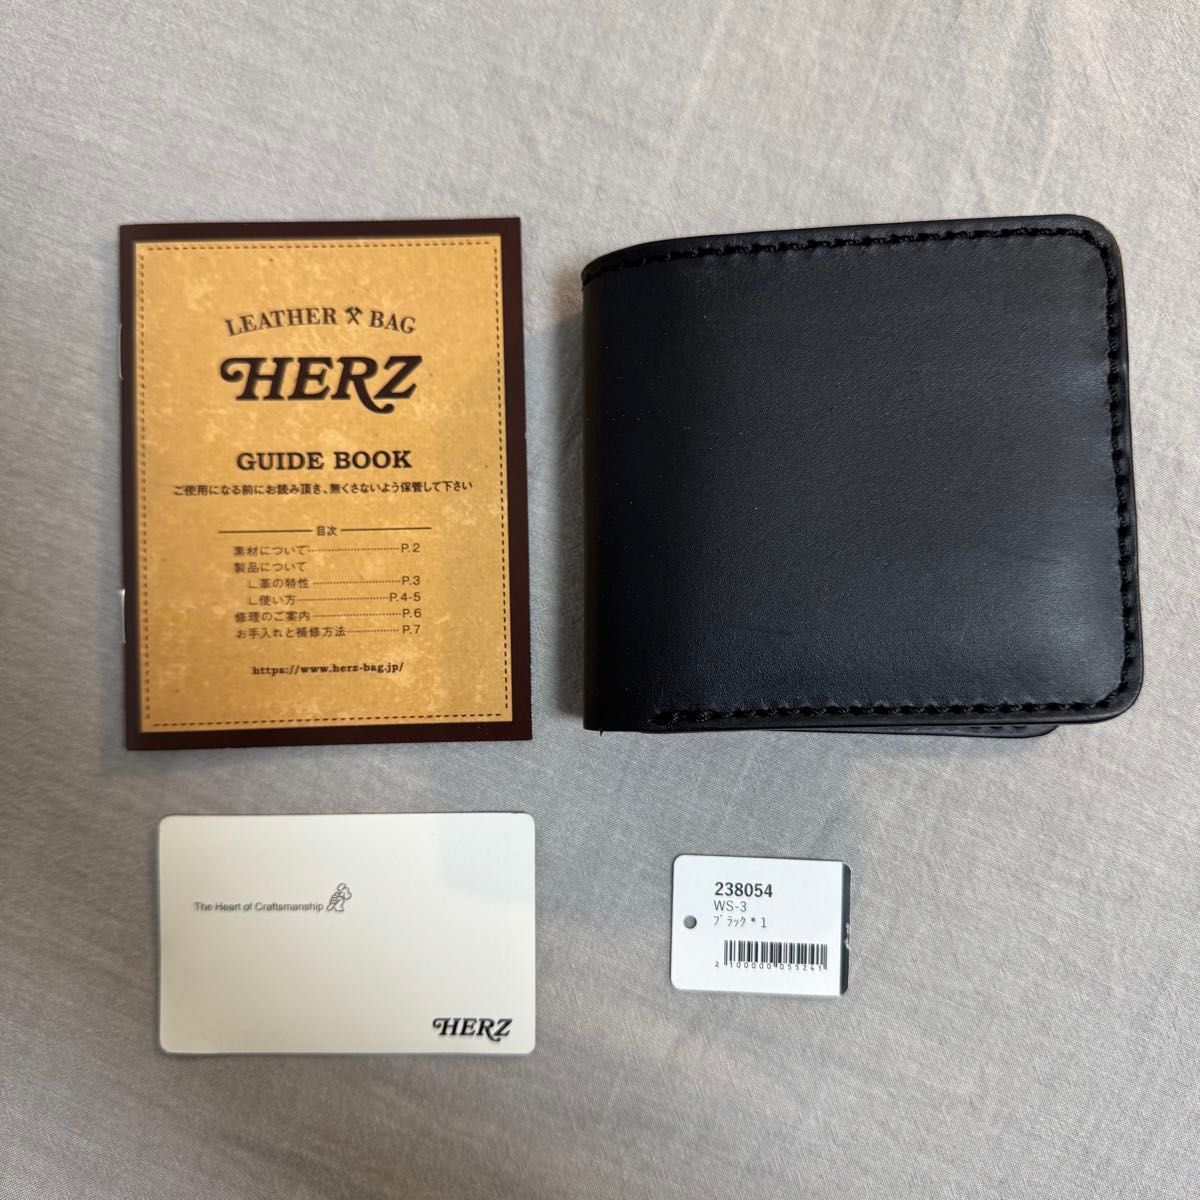 LEATHER BAG
HERZ
GUIDE BOOK
ご使用になる前にお読み頂き、無くさないよう保管して下さい
目次
素材について P.2
製品について
∟革の特性 P.3
∟使い方 P.4-5
修理のご案内 P.6
お手入れと補修方法 P.7
https://www.herz-bag.jp/
The Heart of Craftsmanship
HERZ
238054
WS-3
ﾌﾞﾗｯｸ*1
2 100000 055241